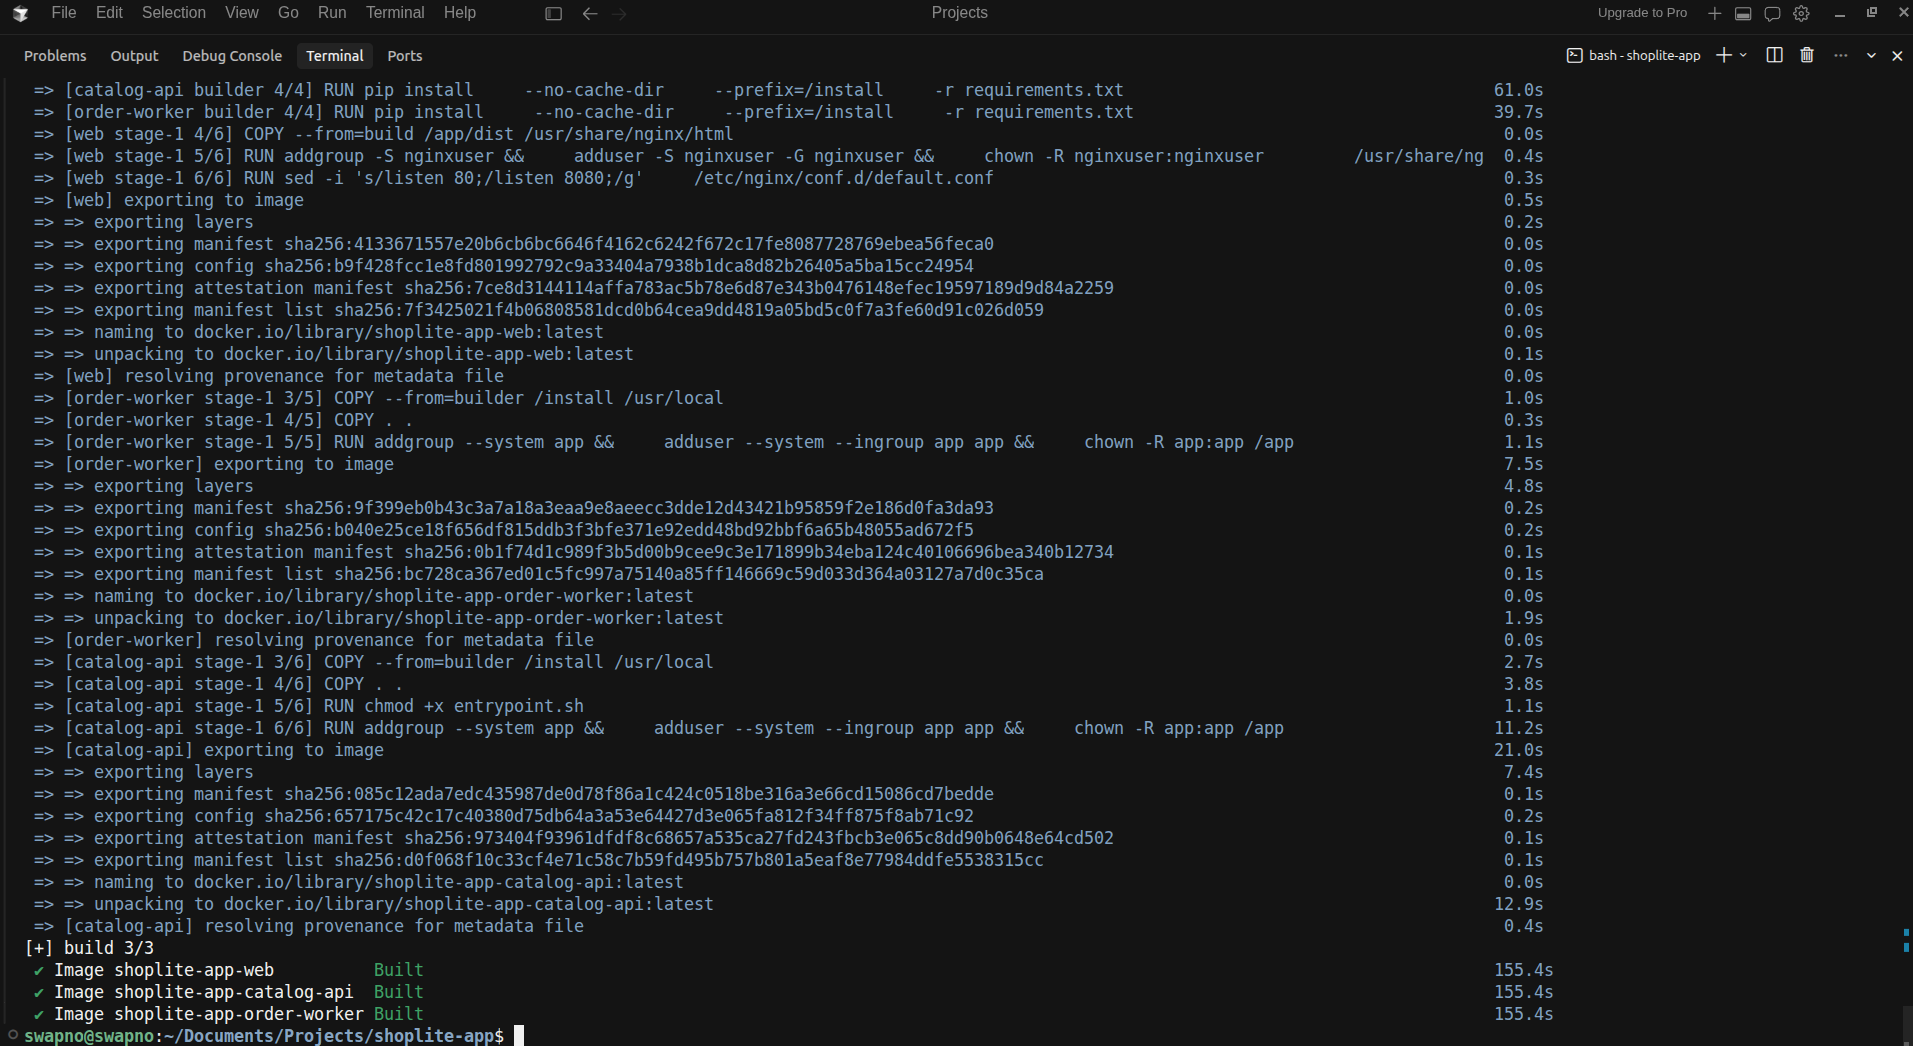 File Edit Selection View Go Run Terminal Help Projects Upgrade to Pro
Problems Output Debug Console Terminal Ports bash - shoplite-app
=> [catalog-api builder 4/4] RUN pip install     --no-cache-dir     --prefix=/install     -r requirements.txt 61.0s
=> [order-worker builder 4/4] RUN pip install     --no-cache-dir     --prefix=/install     -r requirements.txt 39.7s
=> [web stage-1 4/6] COPY --from=build /app/dist /usr/share/nginx/html 0.0s
=> [web stage-1 5/6] RUN addgroup -S nginxuser &&     adduser -S nginxuser -G nginxuser &&     chown -R nginxuser:nginxuser         /usr/share/ng 0.4s
=> [web stage-1 6/6] RUN sed -i 's/listen 80;/listen 8080;/g'     /etc/nginx/conf.d/default.conf 0.3s
=> [web] exporting to image 0.5s
=> => exporting layers 0.2s
=> => exporting manifest sha256:4133671557e20b6cb6bc6646f4162c6242f672c17fe8087728769ebea56feca0 0.0s
=> => exporting config sha256:b9f428fcc1e8fd801992792c9a33404a7938b1dca8d82b26405a5ba15cc24954 0.0s
=> => exporting attestation manifest sha256:7ce8d3144114affa783ac5b78e6d87e343b0476148efec19597189d9d84a2259 0.0s
=> => exporting manifest list sha256:7f3425021f4b06808581dcd0b64cea9dd4819a05bd5c0f7a3fe60d91c026d059 0.0s
=> => naming to docker.io/library/shoplite-app-web:latest 0.0s
=> => unpacking to docker.io/library/shoplite-app-web:latest 0.1s
=> [web] resolving provenance for metadata file 0.0s
=> [order-worker stage-1 3/5] COPY --from=builder /install /usr/local 1.0s
=> [order-worker stage-1 4/5] COPY . . 0.3s
=> [order-worker stage-1 5/5] RUN addgroup --system app &&     adduser --system --ingroup app app &&     chown -R app:app /app 1.1s
=> [order-worker] exporting to image 7.5s
=> => exporting layers 4.8s
=> => exporting manifest sha256:9f399eb0b43c3a7a18a3eaa9e8aeecc3dde12d43421b95859f2e186d0fa3da93 0.2s
=> => exporting config sha256:b040e25ce18f656df815ddb3f3bfe371e92edd48bd92bbf6a65b48055ad672f5 0.2s
=> => exporting attestation manifest sha256:0b1f74d1c989f3b5d00b9cee9c3e171899b34eba124c40106696bea340b12734 0.1s
=> => exporting manifest list sha256:bc728ca367ed01c5fc997a75140a85ff146669c59d033d364a03127a7d0c35ca 0.1s
=> => naming to docker.io/library/shoplite-app-order-worker:latest 0.0s
=> => unpacking to docker.io/library/shoplite-app-order-worker:latest 1.9s
=> [order-worker] resolving provenance for metadata file 0.0s
=> [catalog-api stage-1 3/6] COPY --from=builder /install /usr/local 2.7s
=> [catalog-api stage-1 4/6] COPY . . 3.8s
=> [catalog-api stage-1 5/6] RUN chmod +x entrypoint.sh 1.1s
=> [catalog-api stage-1 6/6] RUN addgroup --system app &&     adduser --system --ingroup app app &&     chown -R app:app /app 11.2s
=> [catalog-api] exporting to image 21.0s
=> => exporting layers 7.4s
=> => exporting manifest sha256:085c12ada7edc435987de0d78f86a1c424c0518be316a3e66cd15086cd7bedde 0.1s
=> => exporting config sha256:657175c42c17c40380d75db64a3a53e64427d3e065fa812f34ff875f8ab71c92 0.2s
=> => exporting attestation manifest sha256:973404f93961dfdf8c68657a535ca27fd243fbcb3e065c8dd90b0648e64cd502 0.1s
=> => exporting manifest list sha256:d0f068f10c33cf4e71c58c7b59fd495b757b801a5eaf8e77984ddfe5538315cc 0.1s
=> => naming to docker.io/library/shoplite-app-catalog-api:latest 0.0s
=> => unpacking to docker.io/library/shoplite-app-catalog-api:latest 12.9s
=> [catalog-api] resolving provenance for metadata file 0.4s
[+] build 3/3
✔ Image shoplite-app-web Built 155.4s
✔ Image shoplite-app-catalog-api Built 155.4s
✔ Image shoplite-app-order-worker Built 155.4s
swapno@swapno:~/Documents/Projects/shoplite-app$